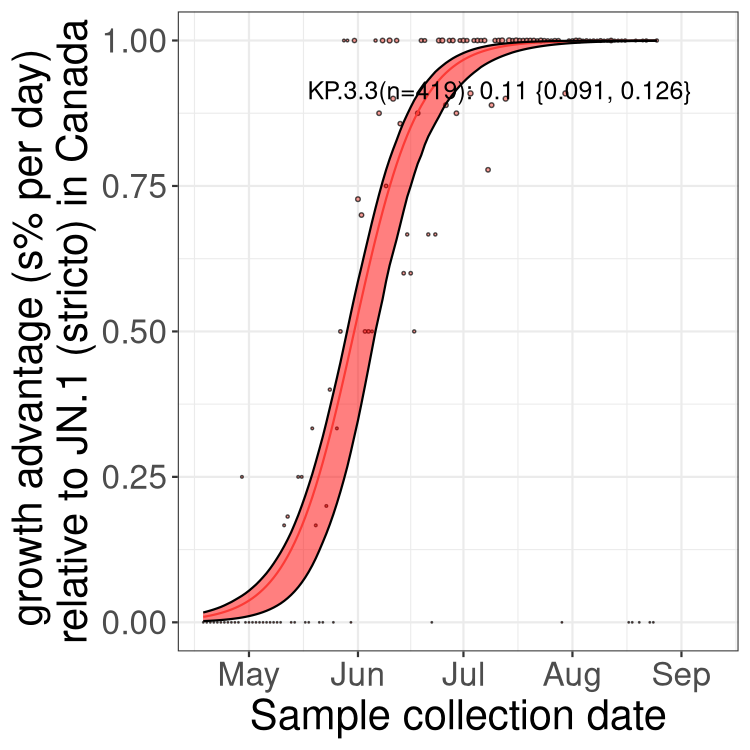 growth advantage (s% per day)
relative to JN.1 (stricto) in Canada
1.00
0.75
0.50
0.25
0.00
KP.3.3(n=419): 0.11 {0.091, 0.126}
May Jun Jul Aug Sep
Sample collection date